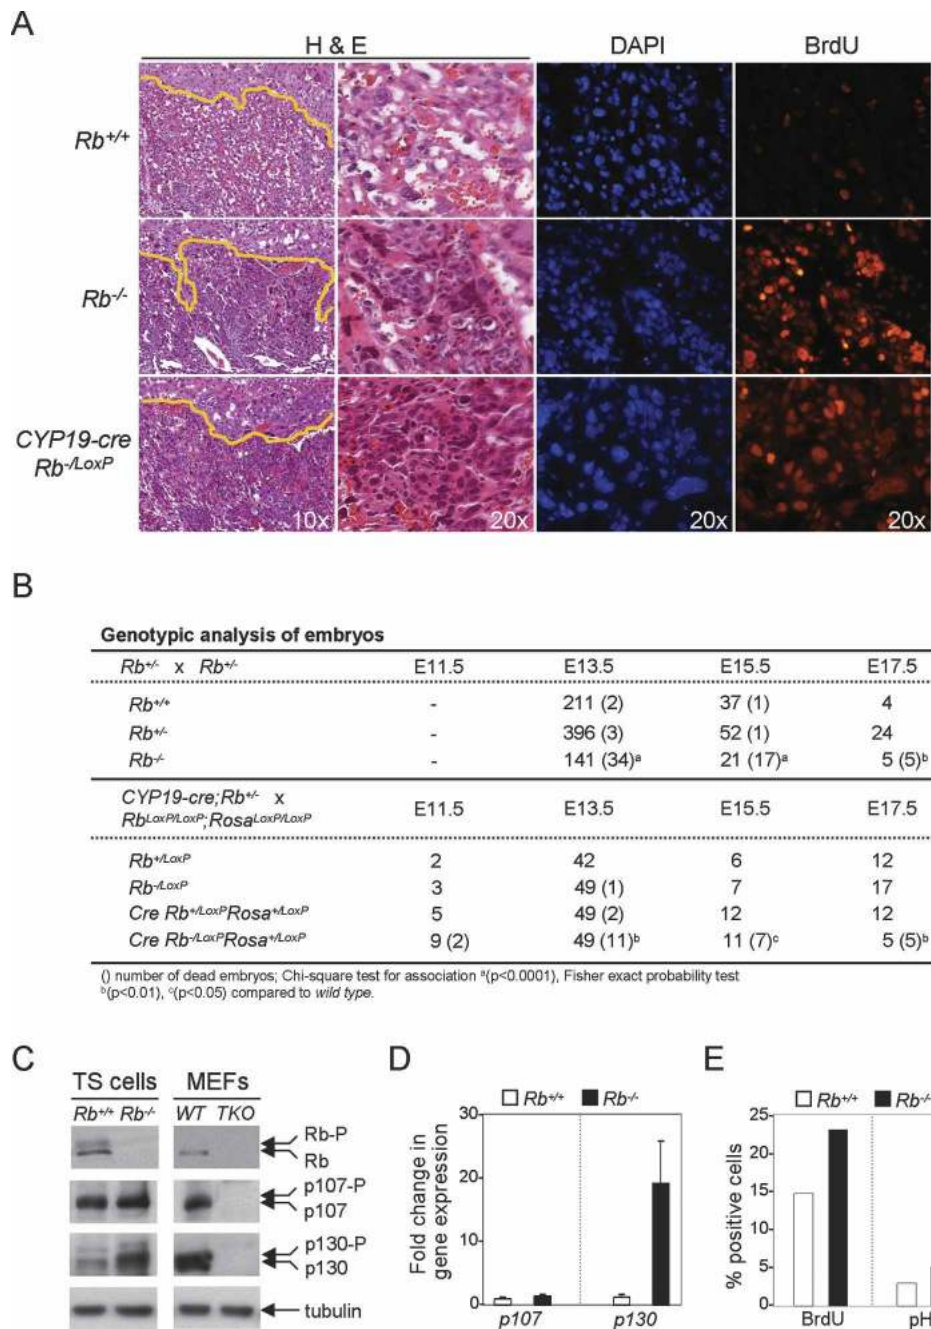 A
H & E DAPI BrdU
Rb+/+
Rb-/-
CYP19-cre
Rb-/LoxP
10x 20x 20x 20x
B
Genotypic analysis of embryos
Rb+/- x Rb+/- E11.5 E13.5 E15.5 E17.5
Rb+/+ - 211 (2) 37 (1) 4
Rb+/- - 396 (3) 52 (1) 24
Rb-/- - 141 (34)a 21 (17)a 5 (5)b
CYP19-cre;Rb+/- x
RbLoxP/LoxP;RosaLoxP/LoxP E11.5 E13.5 E15.5 E17.5
Rb+/LoxP 2 42 6 12
Rb-/LoxP 3 49 (1) 7 17
Cre Rb+/LoxPRosa+/LoxP 5 49 (2) 12 12
Cre Rb-/LoxPRosa+/LoxP 9 (2) 49 (11)b 11 (7)c 5 (5)b
() number of dead embryos; Chi-square test for association a(p<0.0001), Fisher exact probability test
b(p<0.01), c(p<0.05) compared to wild type.
C
TS cells MEFs
Rb+/+ Rb-/- WT TKO
Rb-P
Rb
p107-P
p107
p130-P
p130
tubulin
D
Rb+/+ Rb-/-
Fold change in
gene expression
30
20
10
0
p107 p130
E
Rb+/+ Rb-/-
% positive cells
25
20
15
10
5
0
BrdU pH